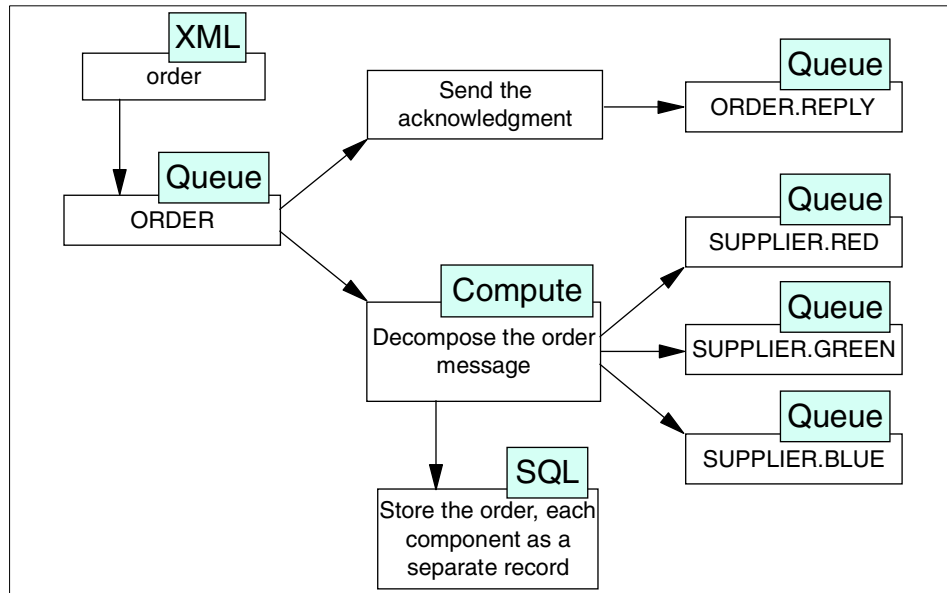 XML
order
Queue
ORDER
Send the
acknowledgment
Queue
ORDER.REPLY
Compute
Decompose the order
message
Queue
SUPPLIER.RED
Queue
SUPPLIER.GREEN
Queue
SUPPLIER.BLUE
SQL
Store the order, each
component as a
separate record